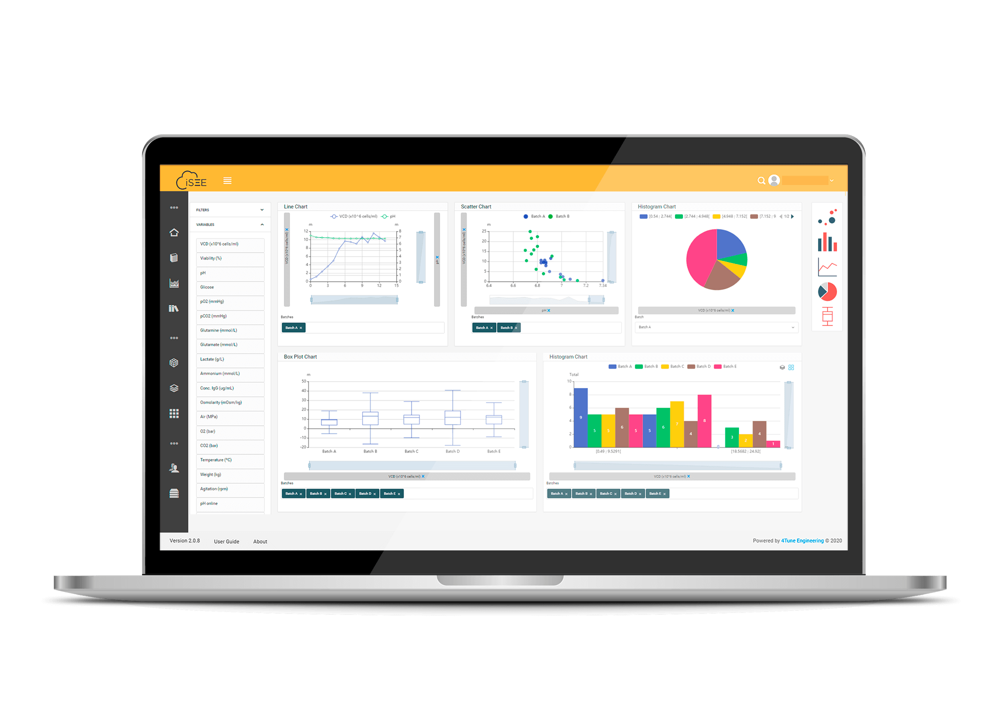 iSEE
FILTERS
VARIABLES
VCD (x10^6 cells/ml)
Viability (%)
pH
Glicose
pO2 (mmHg)
pCO2 (mmHg)
Glutamine (mmol/L)
Glutamate (mmol/L)
Lactate (g/L)
Ammonium (mmol/L)
Conc. IgG (ug/mL)
Osmolarity (mOsm/kg)
Air (MPa)
O2 (bar)
CO2 (bar)
Temperature (ºC)
Weight (kg)
Agitation (rpm)
pH online
Line Chart
VCD (x10^6 cells/ml) pH
m m
12 10 8 6 4 2 0
8 7 6 5 4 3 2 1 0
0 3 6 9 12 15
VCD (x10^6 cells/ml)
pH
Batches
Batch A
Scatter Chart
Batch A Batch B
m
25 20 15 10 5 0
6.4 6.6 6.8 7 7.2 7.34
VCD (x10^6 cells/ml)
pH
Batches
Batch A Batch B
Histogram Chart
[0.54 ; 2.744[ [2.744 ; 4.948[ [4.948 ; 7.152[ [7.152 ; 9 1/2
VCD (x10^6 cells/ml)
Batch
Batch A
Box Plot Chart
m
50 40 30 20 10 0 -10 -20
Batch A Batch B Batch C Batch D Batch E
VCD (x10^6 cells/ml)
Batches
Batch A Batch B Batch C Batch D Batch E
Histogram Chart
Batch A Batch B Batch C Batch D Batch E
Total
10 8 6 4 2 0
9 5 5 6 5 5 6 7 4 8 0 3 2 4 1
[0.49 ; 9.5291[ [18.5682 ; 24.92[
VCD (x10^6 cells/ml)
Batches
Batch A Batch B Batch C Batch D Batch E
Version 2.0.8 User Guide About
Powered by 4Tune Engineering © 2020